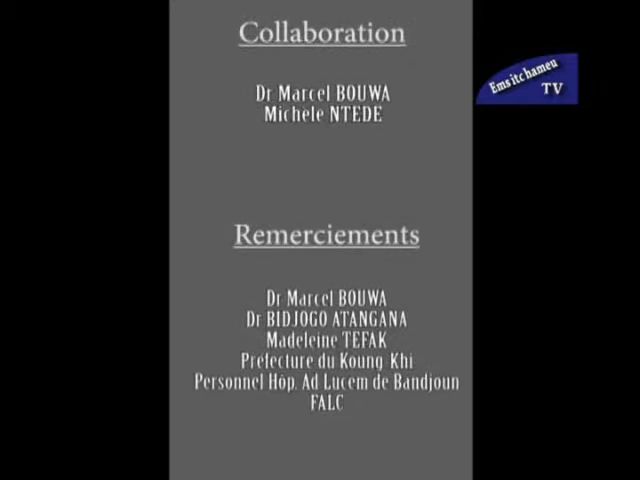 Collaboration
Dr Marcel BOUWA
Michèle NTEDE
Remerciements
Dr Marcel BOUWA
Dr BIDJOGO ATANGANA
Madeleine TEFAK
Préfecture du Koung-Khi
Personnel Hôp. Ad Lucem de Bandjoun
FALC
Emsitchameu
TV